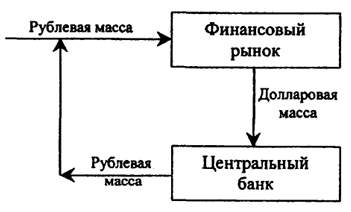 Рублевая масса
Финансовый
рынок
Долларовая
масса
Рублевая
масса
Центральный
банк